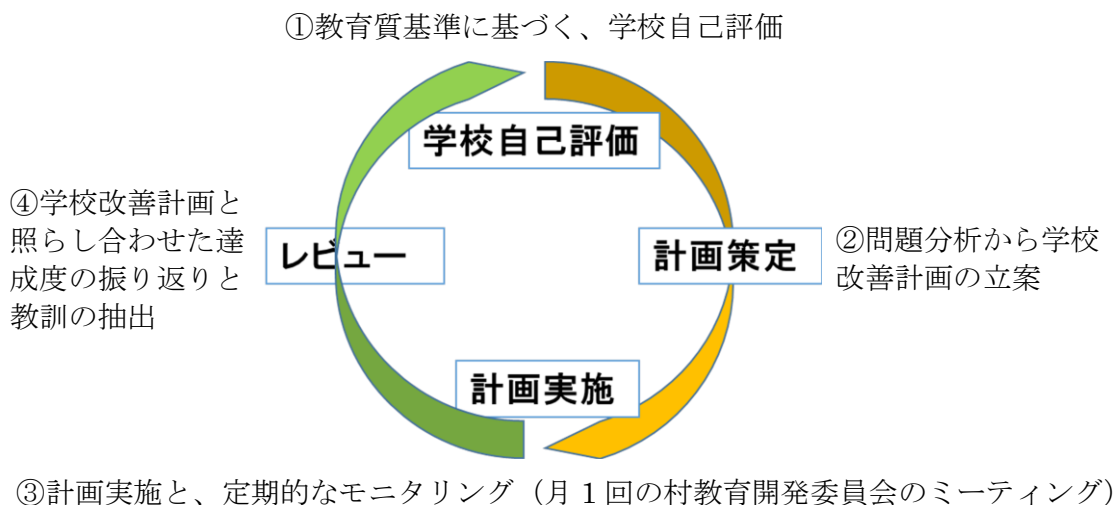 ①教育質基準に基づく、学校自己評価
学校自己評価
④学校改善計画と
照らし合わせた達
成度の振り返りと
教訓の抽出
レビュー
計画策定
②問題分析から学校
改善計画の立案
計画実施
③計画実施と、定期的なモニタリング（月１回の村教育開発委員会のミーティング）